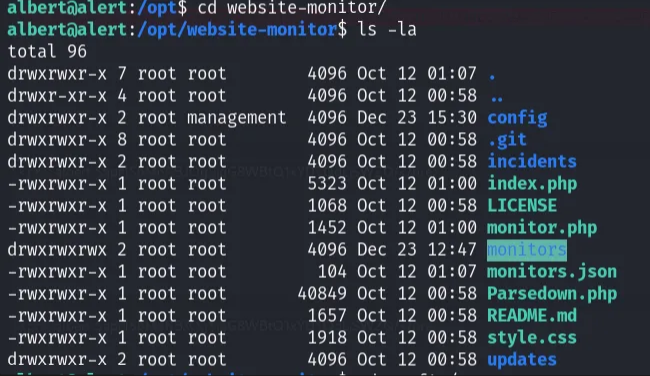 albert@alert:/opt$ cd website-monitor/
albert@alert:/opt/website-monitor$ ls -la
total 96
drwxrwxr-x 7 root root        4096 Oct 12 01:07 .
drwxr-xr-x 4 root root        4096 Oct 12 00:58 ..
drwxrwxr-x 2 root management  4096 Dec 23 15:30 config
drwxrwxr-x 8 root root        4096 Oct 12 00:58 .git
drwxrwxr-x 2 root root        4096 Oct 12 00:58 incidents
-rwxrwxr-x 1 root root        5323 Oct 12 01:00 index.php
-rwxrwxr-x 1 root root        1068 Oct 12 00:58 LICENSE
-rwxrwxr-x 1 root root        1452 Oct 12 01:00 monitor.php
drwxrwxrwx 2 root root        4096 Dec 23 12:47 monitors
-rwxrwxr-x 1 root root         104 Oct 12 01:07 monitors.json
-rwxrwxr-x 1 root root       40849 Oct 12 00:58 Parsedown.php
-rwxrwxr-x 1 root root        1657 Oct 12 00:58 README.md
-rwxrwxr-x 1 root root        1918 Oct 12 00:58 style.css
drwxrwxr-x 2 root root        4096 Oct 12 00:58 updates